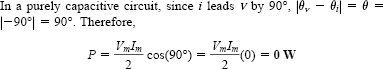 In a purely capacitive circuit, since i leads v by 90°, |θv − θi| = θ =
|−90°| = 90°. Therefore,
P = VmIm/2 cos(90°) = VmIm/2 (0) = 0 W